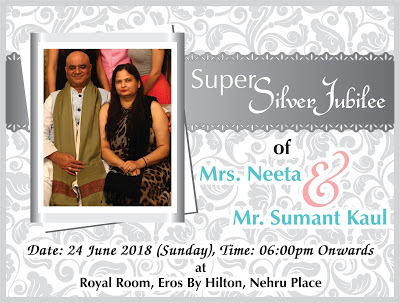 Super
Silver Jubilee
of
Mrs. Neeta
&
Mr. Sumant Kaul
Date: 24 June 2018 (Sunday), Time: 06:00pm Onwards
at
Royal Room, Eros By Hilton, Nehru Place